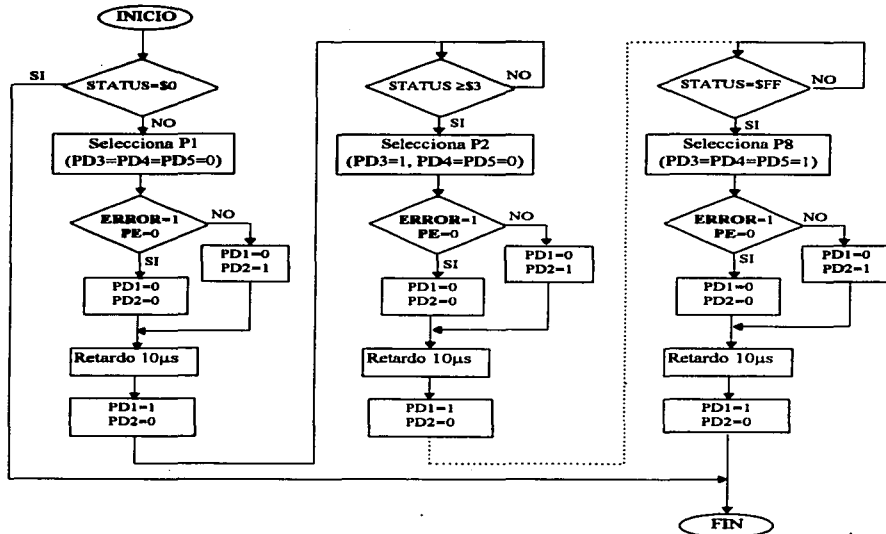 INICIO
SI
STATUS=$0
NO
Selecciona P1
(PD3=PD4=PD5=0)
ERROR=1
PE=0
NO
SI
PD1=0
PD2=1
PD1=0
PD2=0
Retardo 10µs
PD1=1
PD2=0
STATUS ≥$3
NO
SI
Selecciona P2
(PD3=1, PD4=PD5=0)
ERROR=1
PE=0
NO
SI
PD1=0
PD2=1
PD1=0
PD2=0
Retardo 10µs
PD1=1
PD2=0
STATUS=$FF
NO
SI
Selecciona P8
(PD3=PD4=PD5=1)
ERROR=1
PE=0
NO
SI
PD1=0
PD2=1
PD1=0
PD2=0
Retardo 10µs
PD1=1
PD2=0
FIN